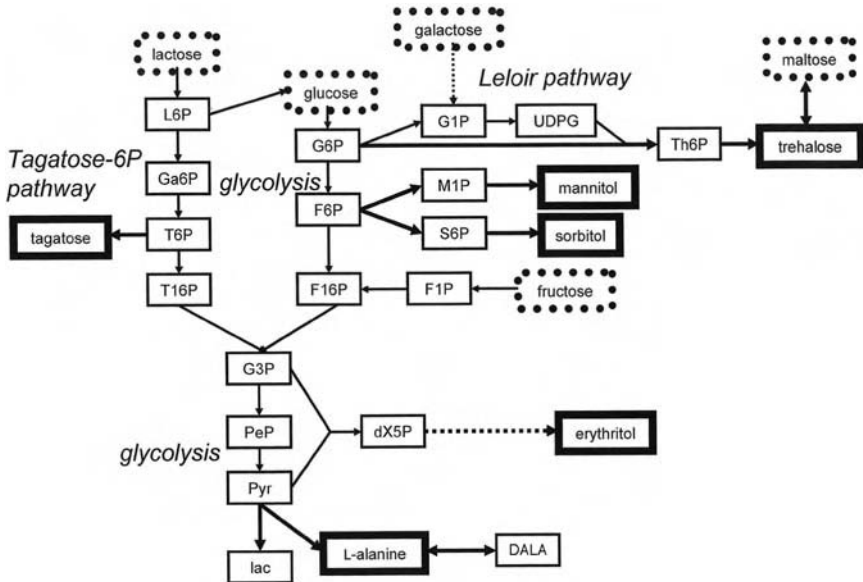 galactose
lactose
maltose
glucose
Leloir pathway
L6P
G1P
UDPG
G6P
Th6P
trehalose
Tagatose-6P
pathway
Ga6P
glycolysis
M1P
mannitol
F6P
tagatose
T6P
S6P
sorbitol
T16P
F16P
F1P
fructose
G3P
PeP
dX5P
erythritol
glycolysis
Pyr
lac
L-alanine
DALA